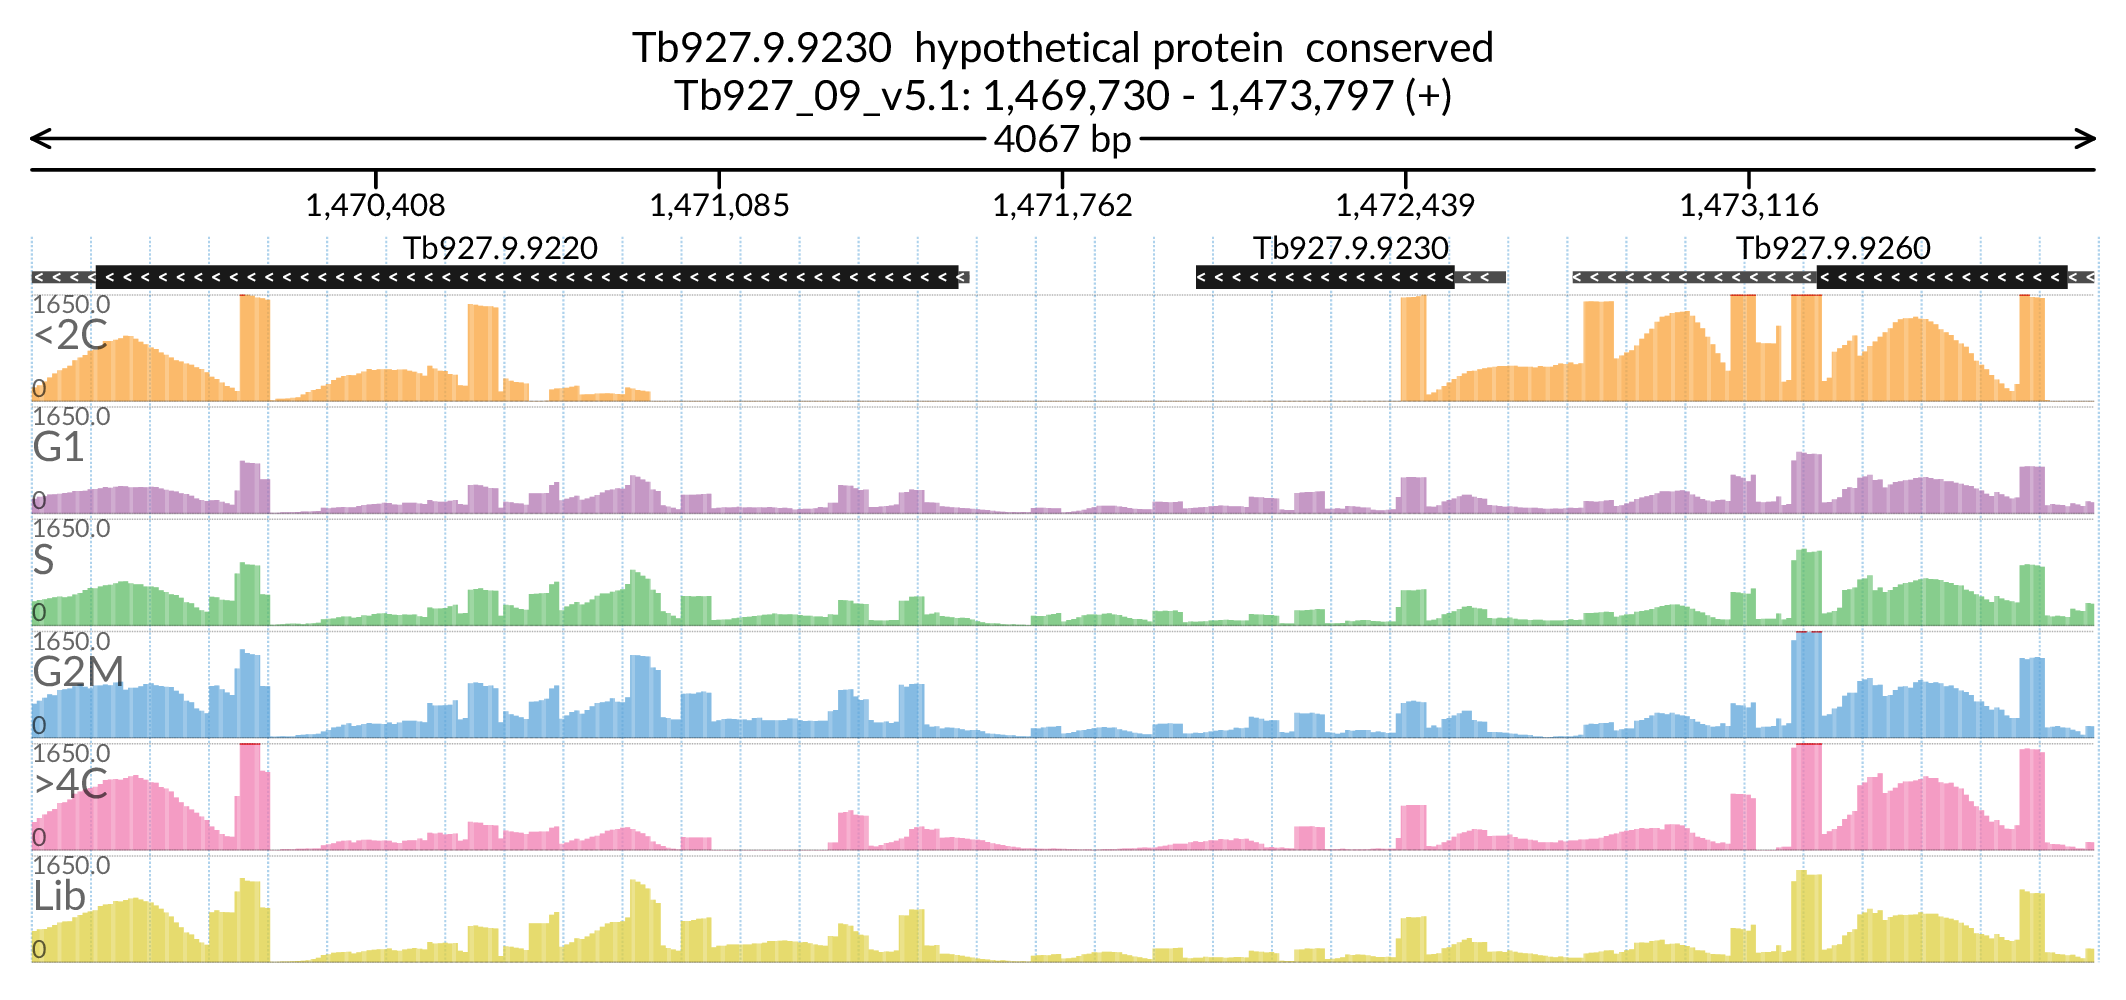 Tb927.9.9230  hypothetical protein  conserved
Tb927_09_v5.1: 1,469,730 - 1,473,797 (+)
4067 bp
1,470,408 1,471,085 1,471,762 1,472,439 1,473,116
Tb927.9.9220 Tb927.9.9230 Tb927.9.9260
1650.0
<2C
0
1650.0
G1
0
1650.0
S
0
1650.0
G2M
0
1650.0
>4C
0
1650.0
Lib
0